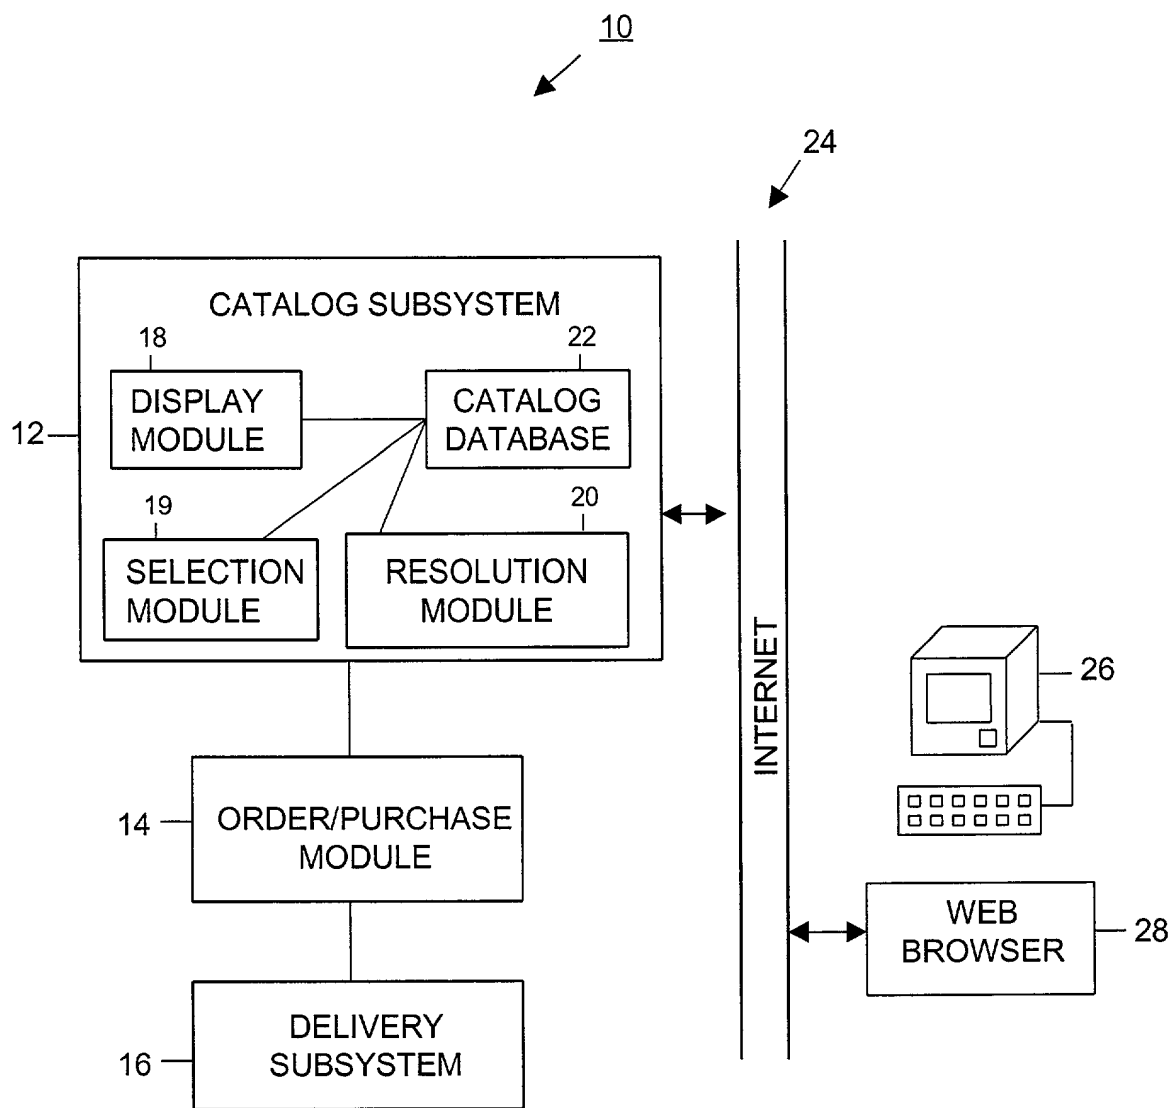 10
24
CATALOG SUBSYSTEM
18
22
DISPLAY
MODULE
CATALOG
DATABASE
12
19
20
SELECTION
MODULE
RESOLUTION
MODULE
INTERNET
26
14
ORDER/PURCHASE
MODULE
WEB
BROWSER
28
DELIVERY
SUBSYSTEM
16